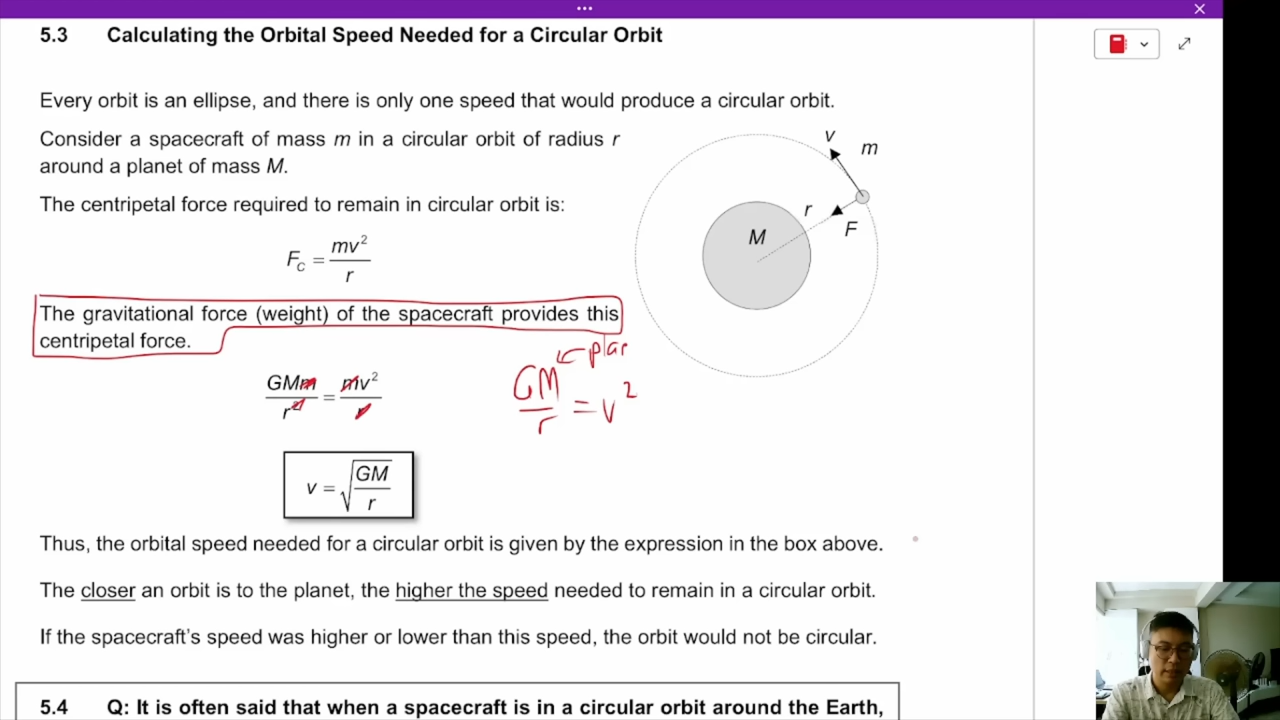 5.3 Calculating the Orbital Speed Needed for a Circular Orbit
Every orbit is an ellipse, and there is only one speed that would produce a circular orbit.
Consider a spacecraft of mass m in a circular orbit of radius r
around a planet of mass M.
The centripetal force required to remain in circular orbit is:
F_C = mv²/r
The gravitational force (weight) of the spacecraft provides this
centripetal force.
GMm/r² = mv²/r
v = √(GM/r)
v
m
r
F
M
← plan
GM/r = v²
Thus, the orbital speed needed for a circular orbit is given by the expression in the box above.
The closer an orbit is to the planet, the higher the speed needed to remain in a circular orbit.
If the spacecraft's speed was higher or lower than this speed, the orbit would not be circular.
5.4 Q: It is often said that when a spacecraft is in a circular orbit around the Earth,